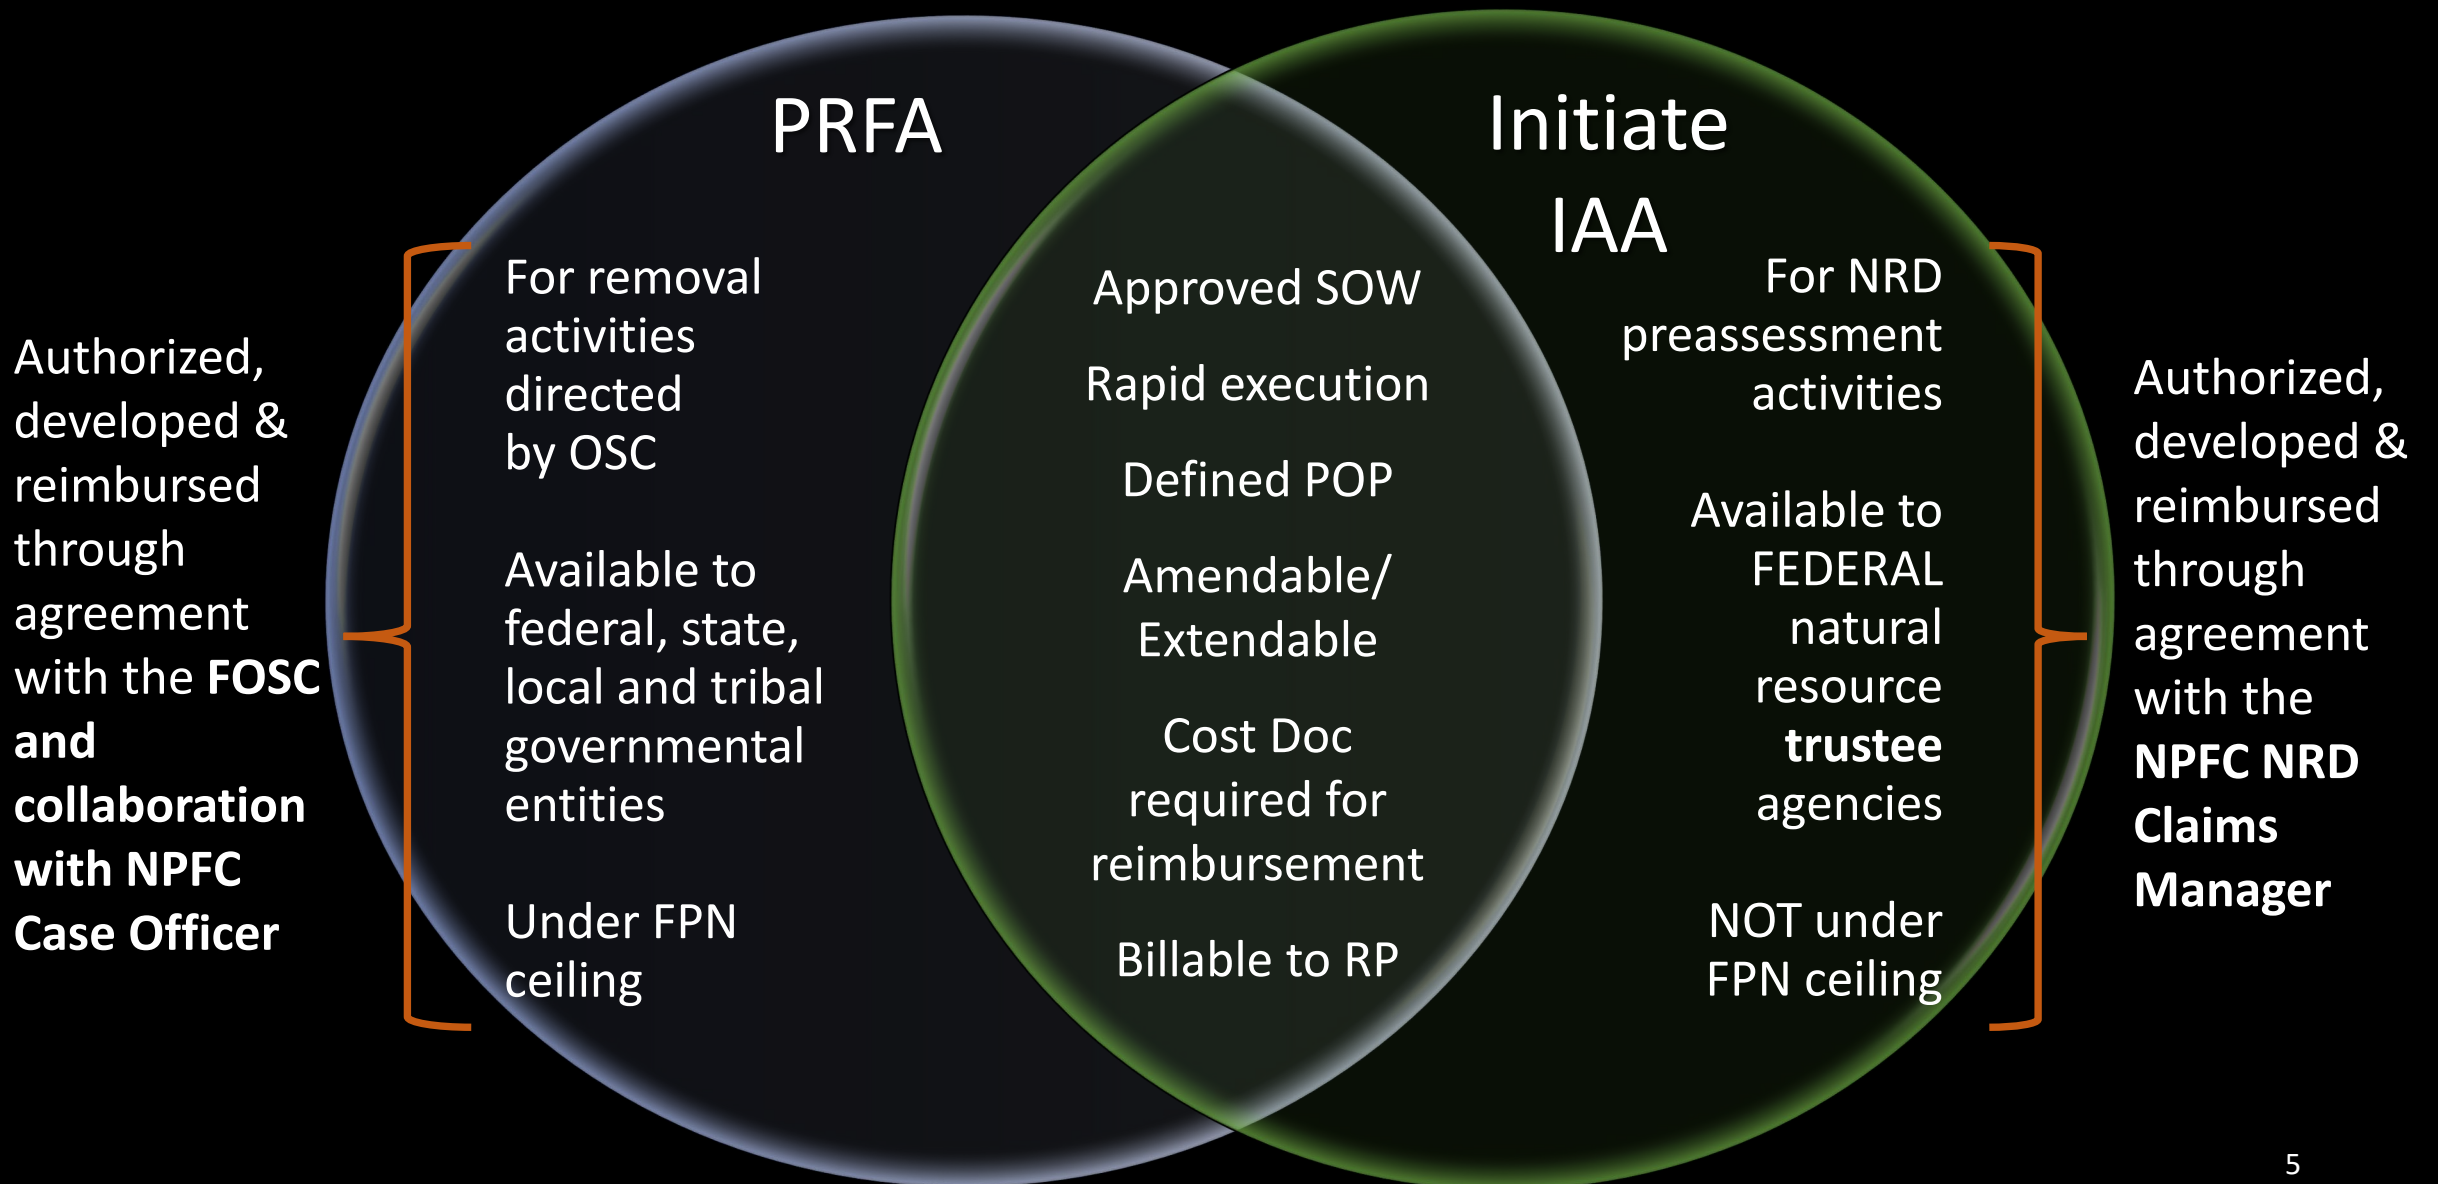 PRFA
Initiate
IAA
Authorized,
developed &
reimbursed
through
agreement
with the FOSC
and
collaboration
with NPFC
Case Officer
For removal
activities
directed
by OSC
Available to
federal, state,
local and tribal
governmental
entities
Under FPN
ceiling
Approved SOW
Rapid execution
Defined POP
Amendable/
Extendable
Cost Doc
required for
reimbursement
Billable to RP
For NRD
preassessment
activities
Available to
FEDERAL
natural
resource
trustee
agencies
NOT under
FPN ceiling
Authorized,
developed &
reimbursed
through
agreement
with the
NPFC NRD
Claims
Manager
5